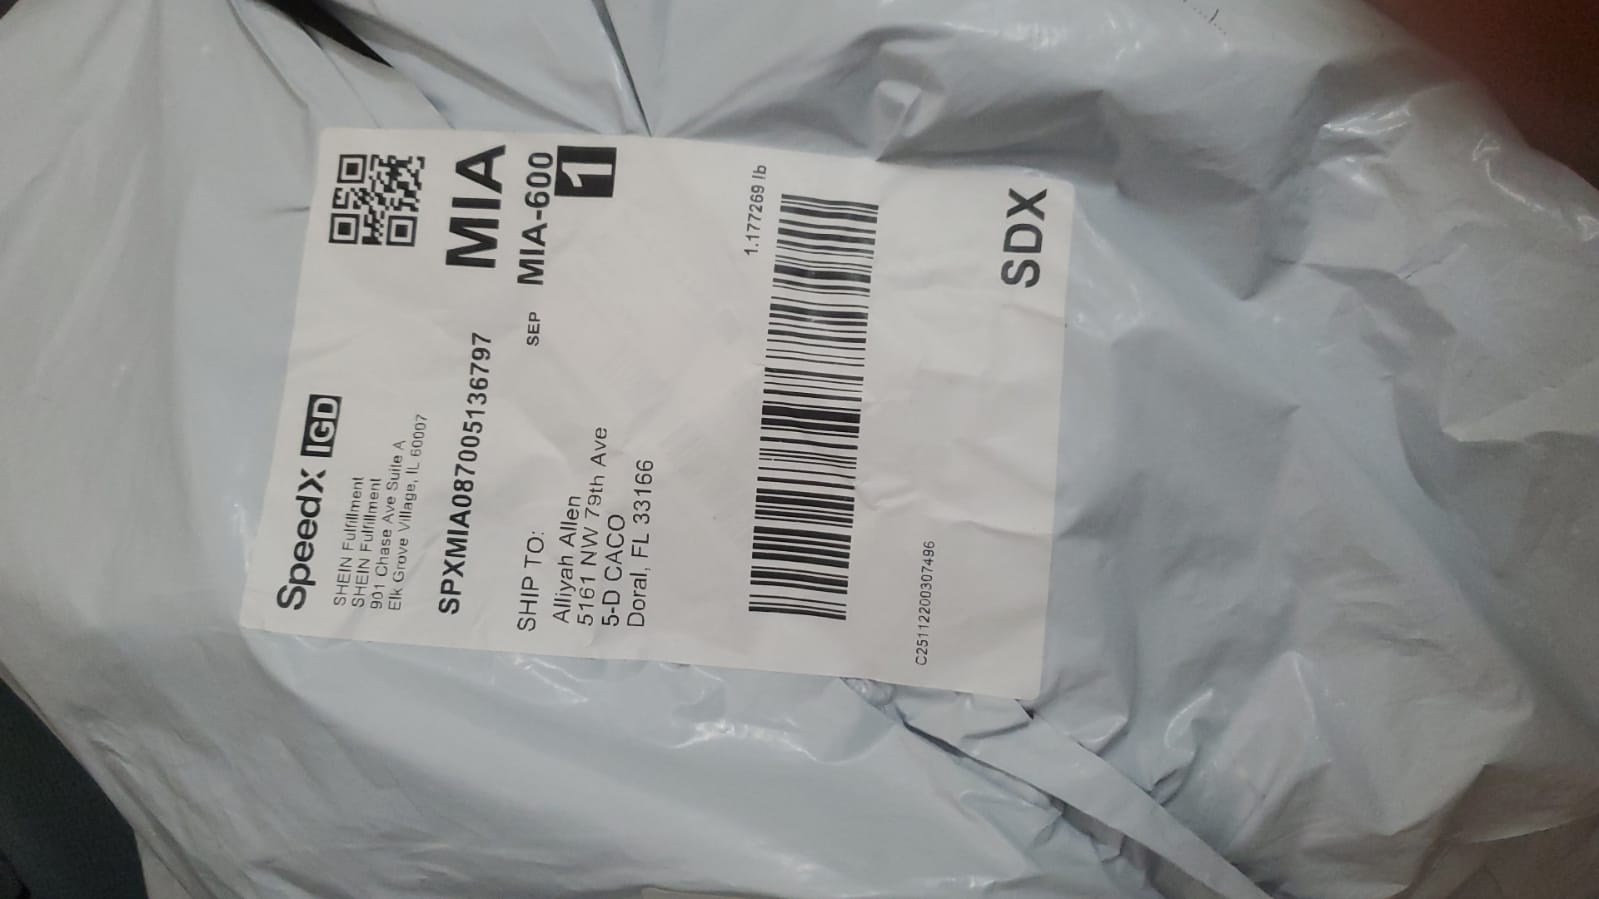 SpeedX IGD
SHEIN Fulfillment
SHEIN Fulfillment
901 Chase Ave Suite A
Elk Grove Village, IL 60007
SPXMIA0870005136797
MIA
SEP MIA-600
1
SHIP TO:
Alliyah Allen
5161 NW 79th Ave
5-D CACO
Doral, FL 33166
1.177269 lb
C251122003074​96
SDX